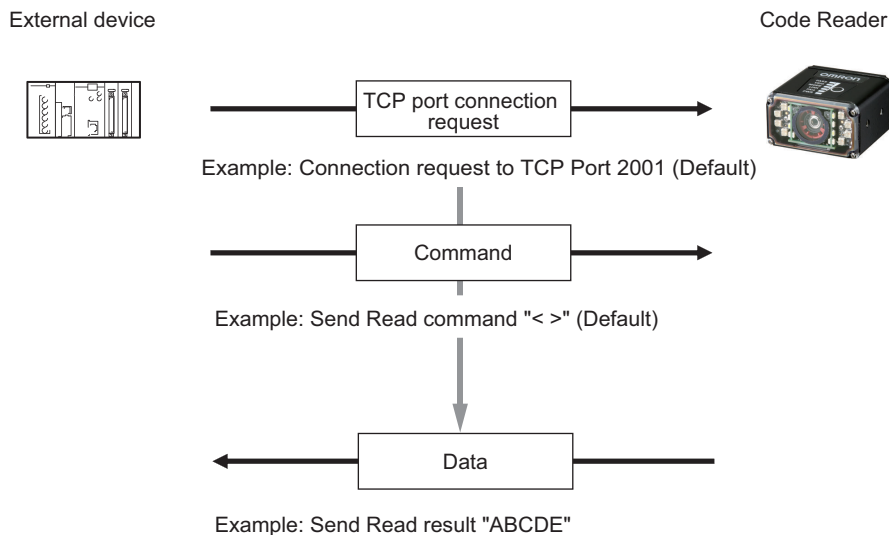 External device
Code Reader
OMRON
TCP port connection
request
Example: Connection request to TCP Port 2001 (Default)
Command
Example: Send Read command "< >" (Default)
Data
Example: Send Read result "ABCDE"